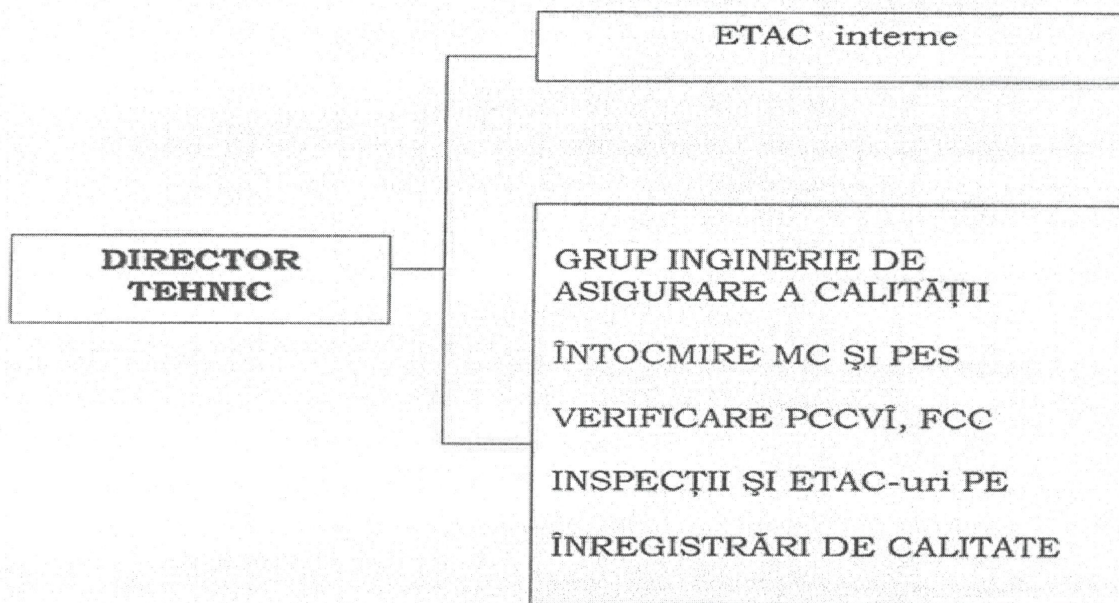 ETAC interne
DIRECTOR
TEHNIC
GRUP INGINERIE DE
ASIGURARE A CALITĂȚII
ÎNTOCMIRE MC ŞI PES
VERIFICARE PCCVÎ, FCC
INSPECȚII ŞI ETAC-uri PE
ÎNREGISTRĂRI DE CALITATE